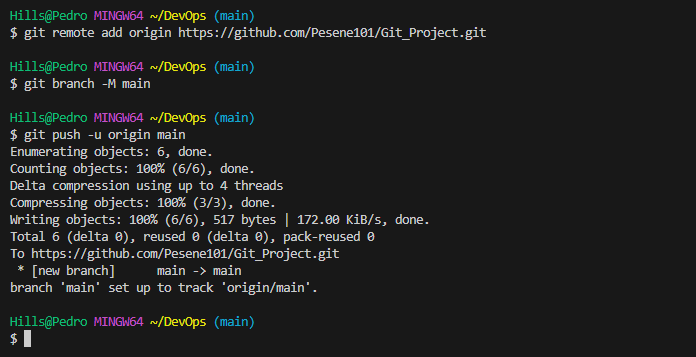 Hills@Pedro MINGW64 ~/DevOps (main)
$ git remote add origin https://github.com/Pesene101/Git_Project.git
Hills@Pedro MINGW64 ~/DevOps (main)
$ git branch -M main
Hills@Pedro MINGW64 ~/DevOps (main)
$ git push -u origin main
Enumerating objects: 6, done.
Counting objects: 100% (6/6), done.
Delta compression using up to 4 threads
Compressing objects: 100% (3/3), done.
Writing objects: 100% (6/6), 517 bytes | 172.00 KiB/s, done.
Total 6 (delta 0), reused 0 (delta 0), pack-reused 0
To https://github.com/Pesene101/Git_Project.git
 * [new branch]      main -> main
branch 'main' set up to track 'origin/main'.
Hills@Pedro MINGW64 ~/DevOps (main)
$